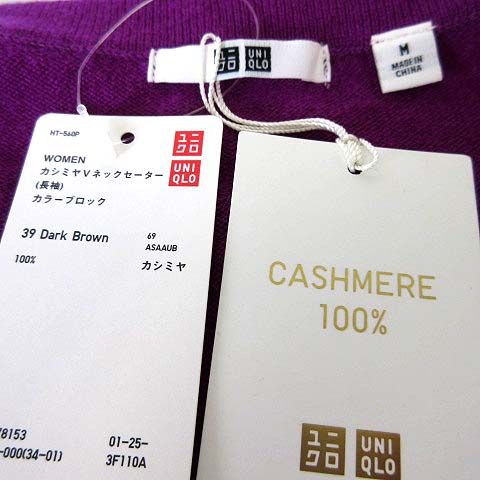 ユニ
クロ
UNI
QLO
M
MADE IN
CHINA
HT-560P
ユニ
クロ
UNI
QLO
WOMEN
カシミヤVネックセーター
(長袖)
カラーブロック
39 Dark Brown
69
ASAAUB
100%
カシミヤ
78153
-000(34-01)
01-25-
3F110A
CASHMERE
100%
ユニ
クロ
UNI
QLO